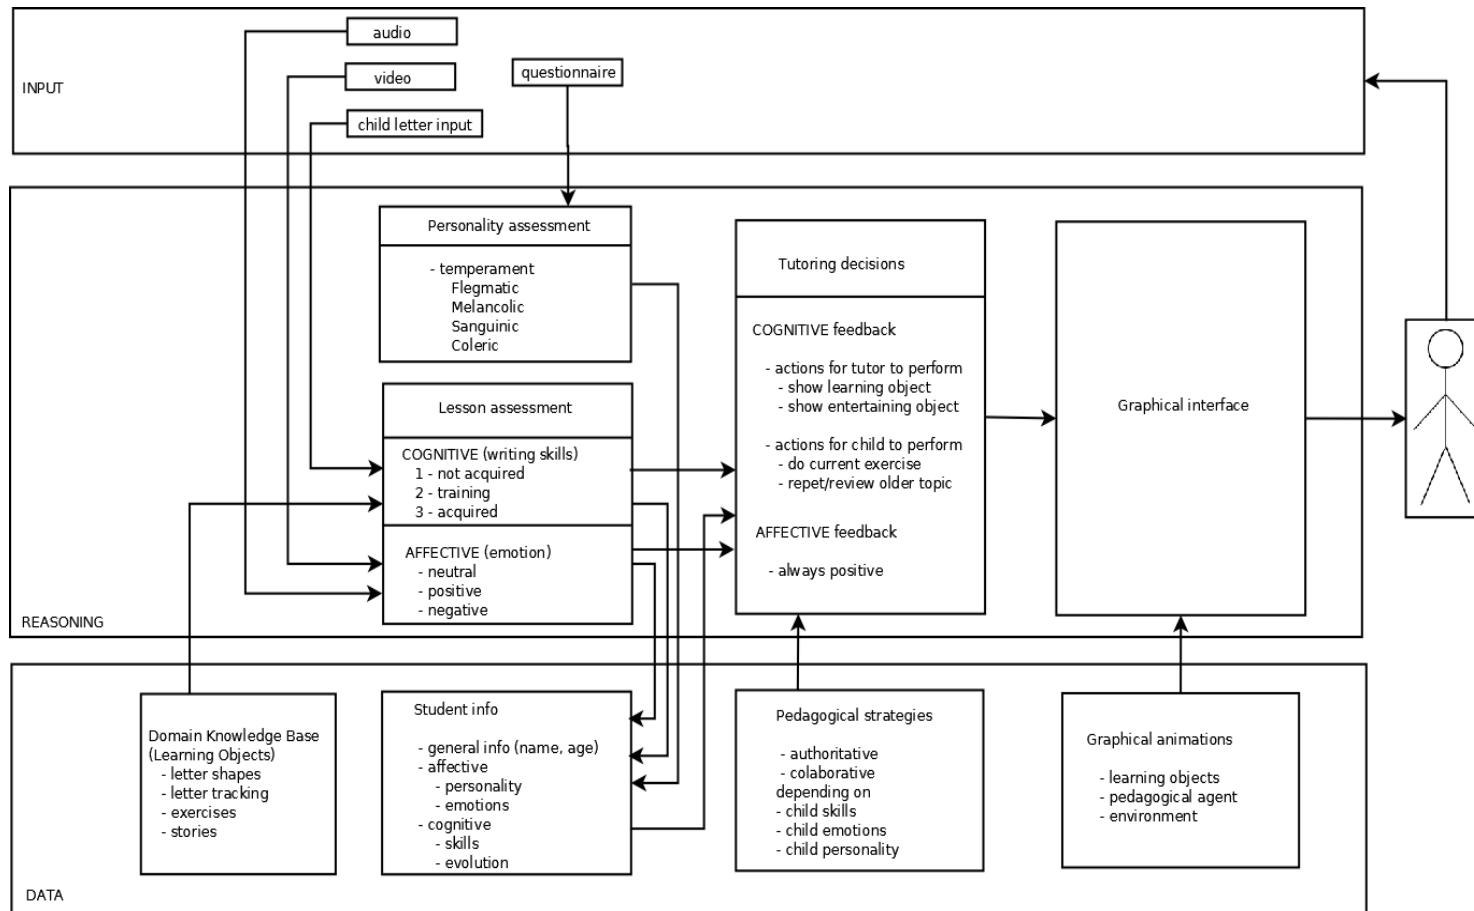 audio
video
questionnaire
INPUT
child letter input
Personality assessment
- temperament
Flegmatic
Melancolic
Sanguinic
Coleric
Lesson assessment
COGNITIVE (writing skills)
1 - not acquired
2 - training
3 - acquired
AFFECTIVE (emotion)
- neutral
- positive
- negative
Tutoring decisions
COGNITIVE feedback
- actions for tutor to perform
- show learning object
- show entertaining object
- actions for child to perform
- do current exercise
- repet/review older topic
AFFECTIVE feedback
- always positive
Graphical interface
REASONING
Domain Knowledge Base
(Learning Objects)
- letter shapes
- letter tracking
- exercises
- stories
Student info
- general info (name, age)
- affective
- personality
- emotions
- cognitive
- skills
- evolution
Pedagogical strategies
- authoritative
- colaborative
depending on
- child skills
- child emotions
- child personality
Graphical animations
- learning objects
- pedagogical agent
- environment
DATA